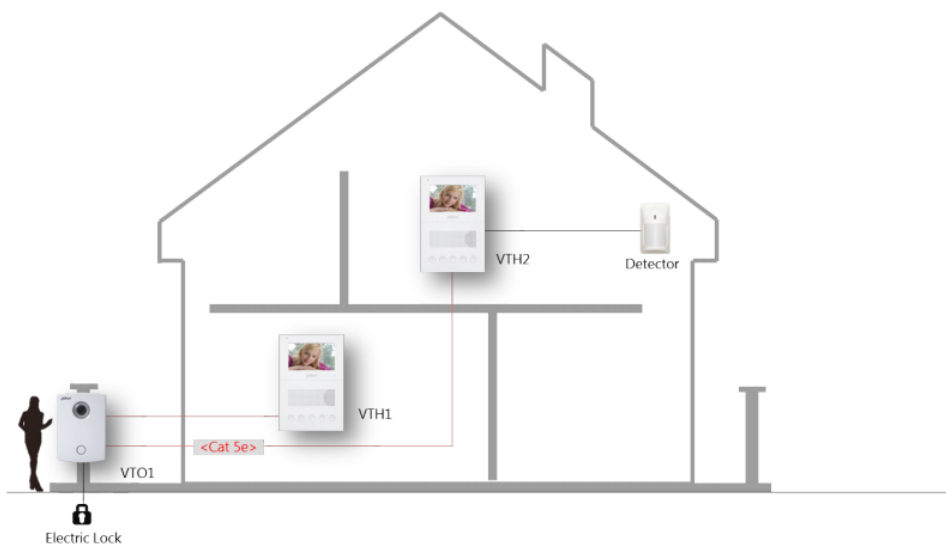 VTH2
Detector
VTH1
<Cat 5e>
VTO1
Electric Lock